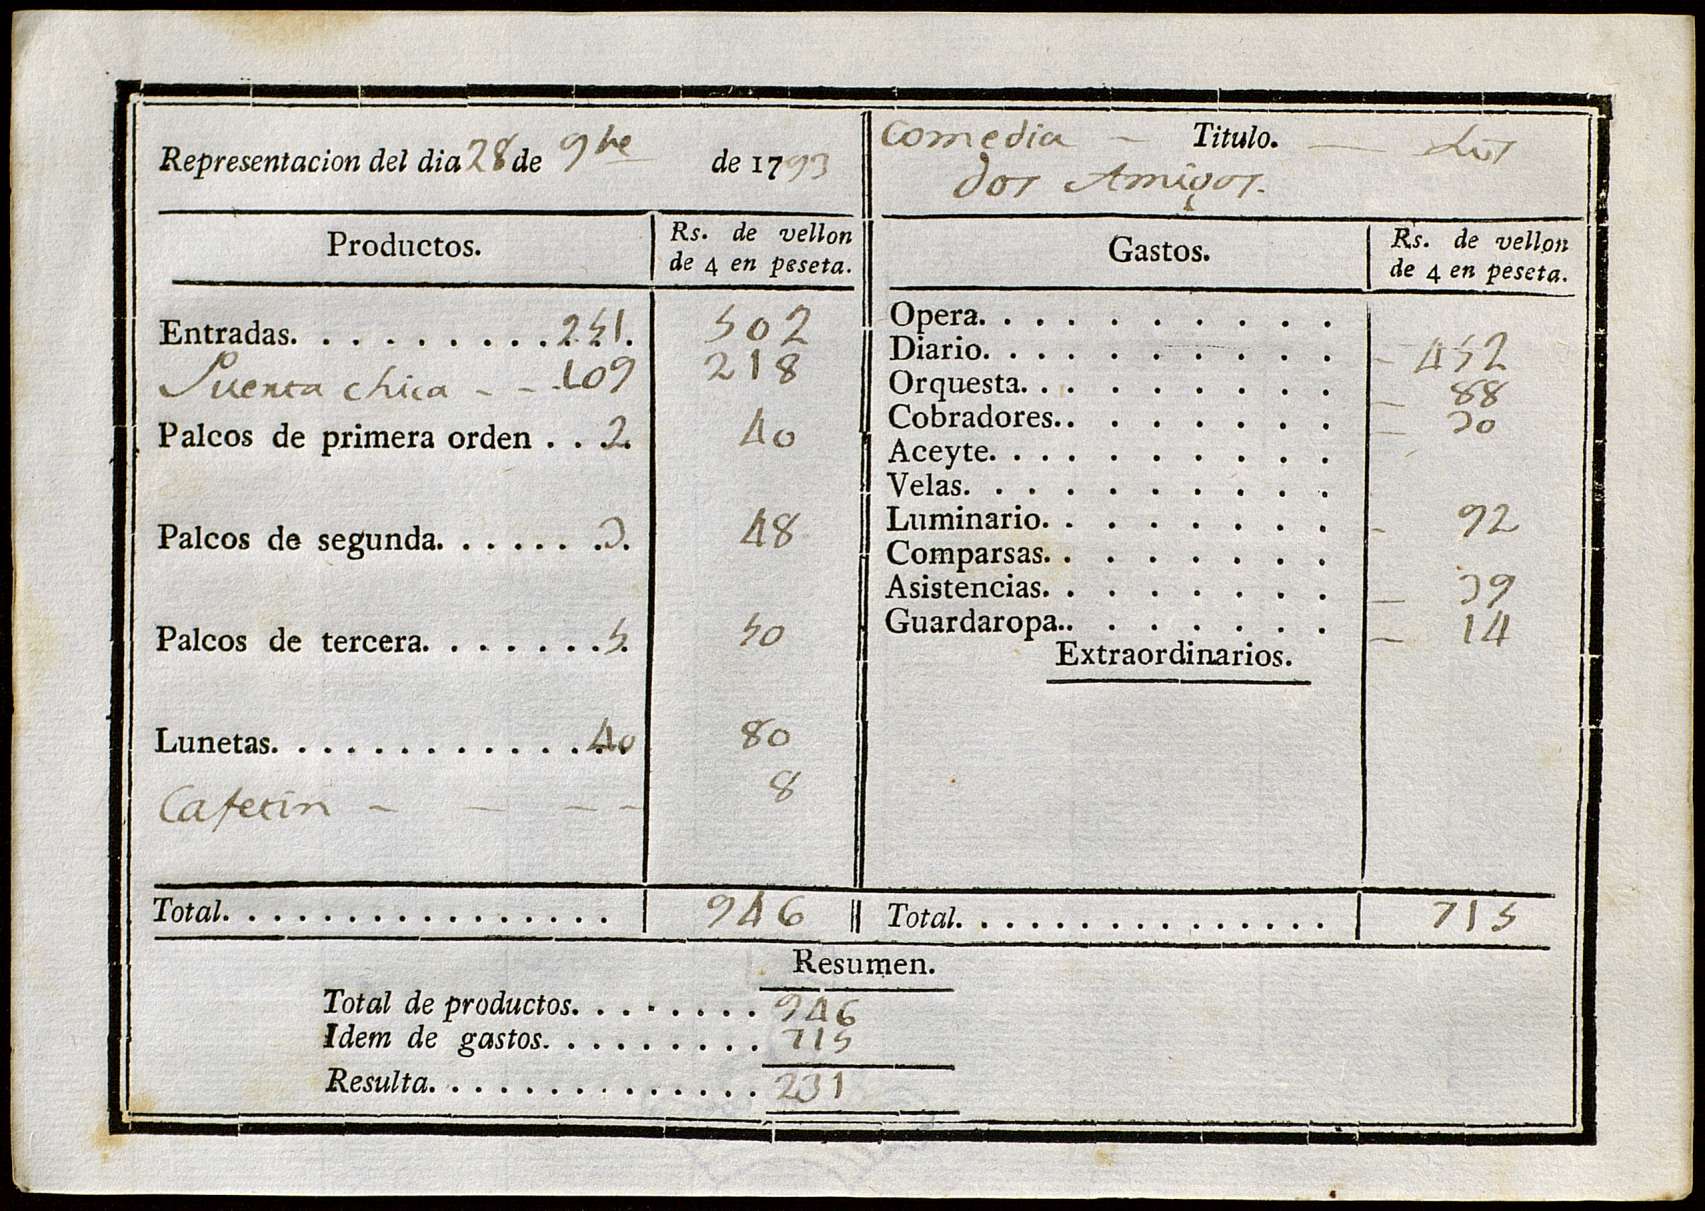 Representacion del dia 28 de 9bre de 1793
Comedia — Titulo. — Los
dos Amigos.
Productos.
Rs. de vellon
de 4 en peseta.
Entradas. . . . . . . . . 251. 502
Puerta chica - - 109 218
Palcos de primera orden . . 2. 40
Palcos de segunda. . . . . . 3. 48
Palcos de tercera. . . . . . . 5. 50
Lunetas. . . . . . . . . . . . . 40 80
Cafetin - - - - 8
Total. . . . . . . . . . . . . . . . 946
Gastos.
Rs. de vellon
de 4 en peseta.
Opera. . . . . . . . . .
Diario. . . . . . . . . . - 452
Orquesta. . . . . . . . . - 88
Cobradores.. . . . . . . - 30
Aceyte. . . . . . . . . .
Velas. . . . . . . . . .
Luminario. . . . . . . . - 92
Comparsas. . . . . . . .
Asistencias. . . . . . . . - 39
Guardaropa.. . . . . . . - 14
Extraordinarios.
Total. . . . . . . . . . . . . . . 715
Resumen.
Total de productos. . . . . . . . 946
Idem de gastos. . . . . . . . . . 715
Resulta. . . . . . . . . . . . . . . 231